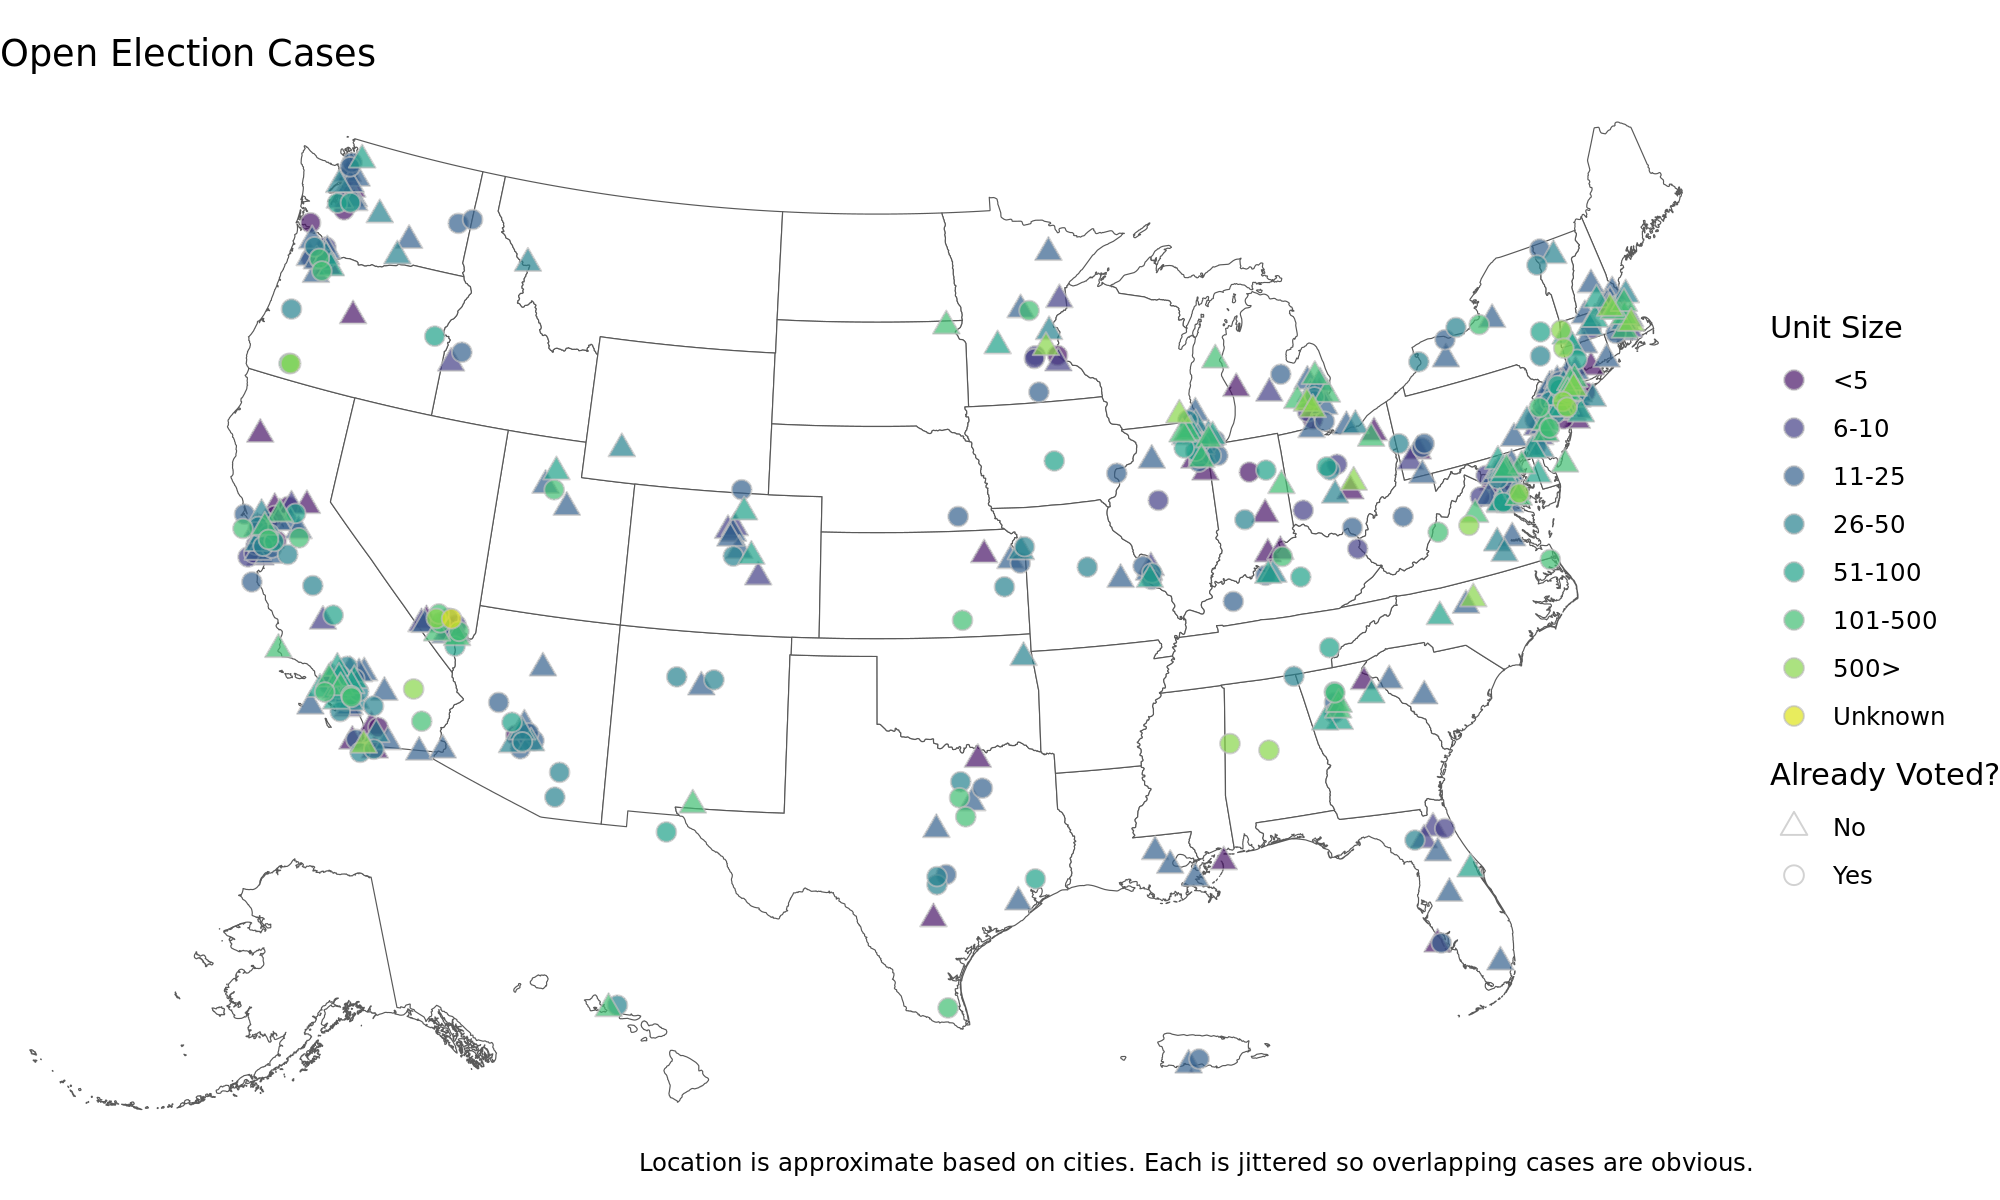 Open Election Cases
Unit Size
<5
6-10
11-25
26-50
51-100
101-500
500>
Unknown
Already Voted?
No
Yes
Location is approximate based on cities. Each is jittered so overlapping cases are obvious.